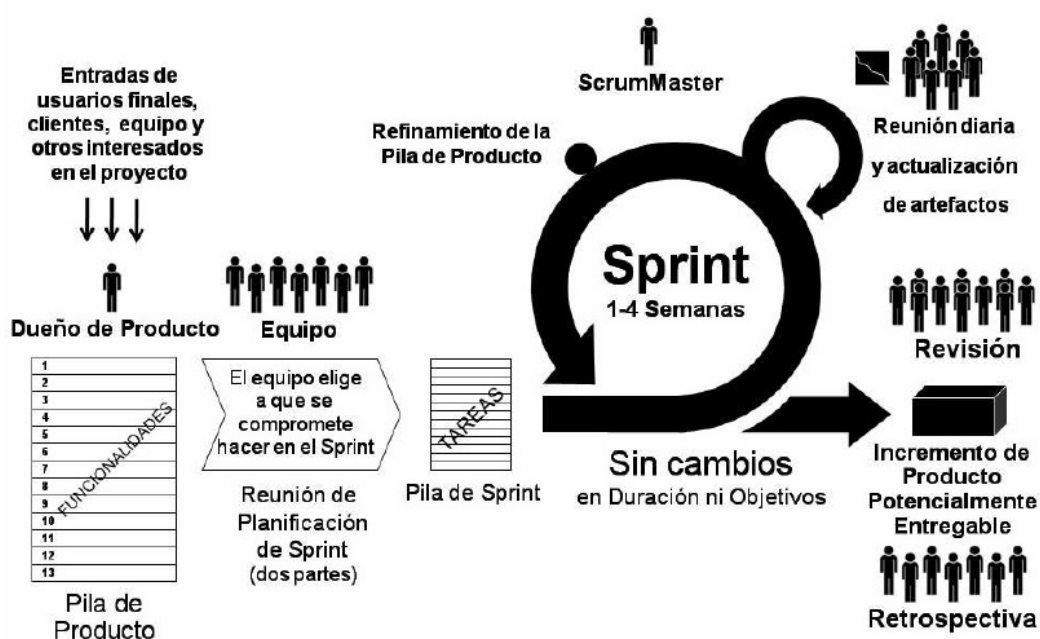 Entradas de
usuarios finales,
clientes, equipo y
otros interesados
en el proyecto
Dueño de Producto
1
2
3
4
5
6
7
8
9
10
11
12
13
FUNCIONALIDADES
Pila de
Producto
Equipo
El equipo elige
a que se
compromete
hacer en el Sprint
Reunión de
Planificación
de Sprint
(dos partes)
TAREAS
Pila de Sprint
ScrumMaster
Refinamiento de la
Pila de Producto
Sprint
1-4 Semanas
Sin cambios
en Duración ni Objetivos
Reunión diaria
y actualización
de artefactos
Revisión
Incremento de
Producto
Potencialmente
Entregable
Retrospectiva